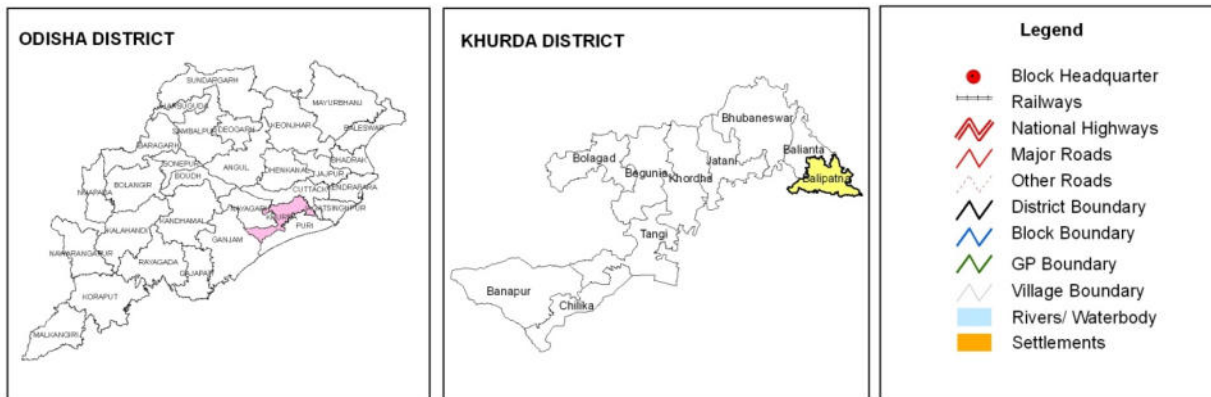 ODISHA DISTRICT
SUNDARGARH
MAYURBHANJ
KEONJHAR
BALESWAR
SAMBALPUR
DEOGARH
BARAGARH
BHADRAK
SONEPUR
ANGUL
DHENKANAL
JAJPUR
BOLANGIR
BOUDH
CUTTACK
KENDRAPARA
NUAPADA
NAYAGARH
KHURDA
JAGATSINGHPUR
KANDHAMAL
PURI
KALAHANDI
GANJAM
NAWARANGAPUR
RAYAGADA
GAJAPATI
KORAPUT
MALKANGIRI
KHURDA DISTRICT
Bhubaneswar
Balianta
Bolagad
Jatani
Begunia
Khordha
Balipatna
Tangi
Banapur
Chilika
Legend
Block Headquarter
Railways
National Highways
Major Roads
Other Roads
District Boundary
Block Boundary
GP Boundary
Village Boundary
Rivers/ Waterbody
Settlements